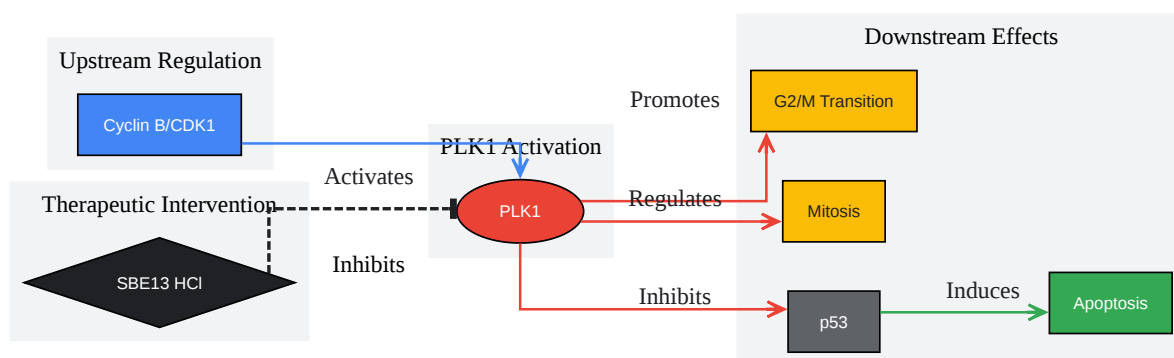 Upstream Regulation
Cyclin B/CDK1
Therapeutic Intervention
SBE13 HCl
Activates
Inhibits
PLK1 Activation
PLK1
Promotes
Regulates
Inhibits
Downstream Effects
G2/M Transition
Mitosis
p53
Induces
Apoptosis